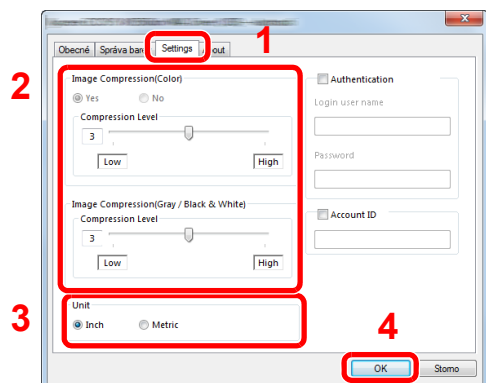 1
Obecné Správa bar Settings out
2
Image Compression(Color)
Yes No
Compression Level
3
Low High
Image Compression(Gray / Black & White)
Compression Level
3
Low High
Authentication
Login user name
Password
Account ID
3
Unit
Inch Metric
4
OK Storno